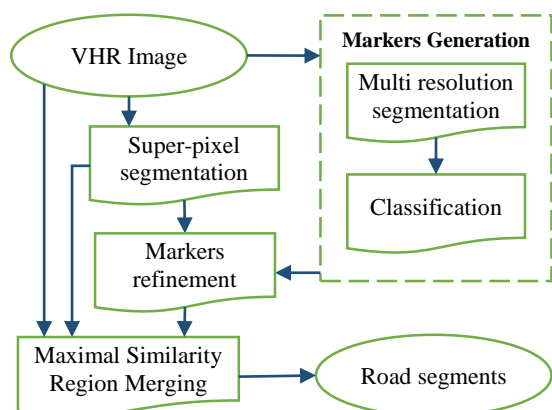 VHR Image
Markers Generation
Multi resolution
segmentation
Super-pixel
segmentation
Classification
Markers
refinement
Maximal Similarity
Region Merging
Road segments